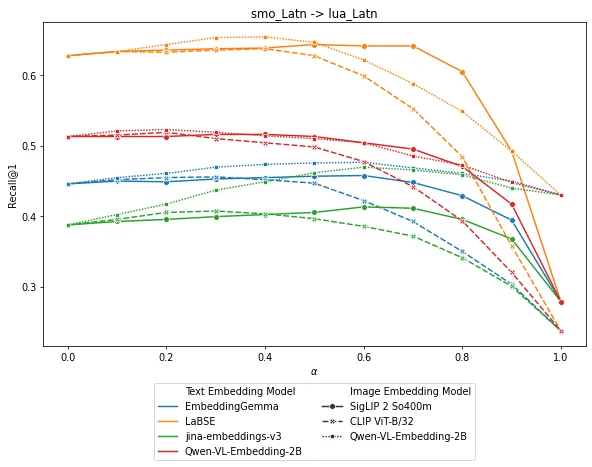 smo_Latn -> lua_Latn
Recall@1
0.6
0.5
0.4
0.3
0.0
0.2
0.4
0.6
0.8
1.0
α
Text Embedding Model
EmbeddingGemma
LaBSE
jina-embeddings-v3
Qwen-VL-Embedding-2B
Image Embedding Model
SigLIP 2 So400m
CLIP ViT-B/32
Qwen-VL-Embedding-2B